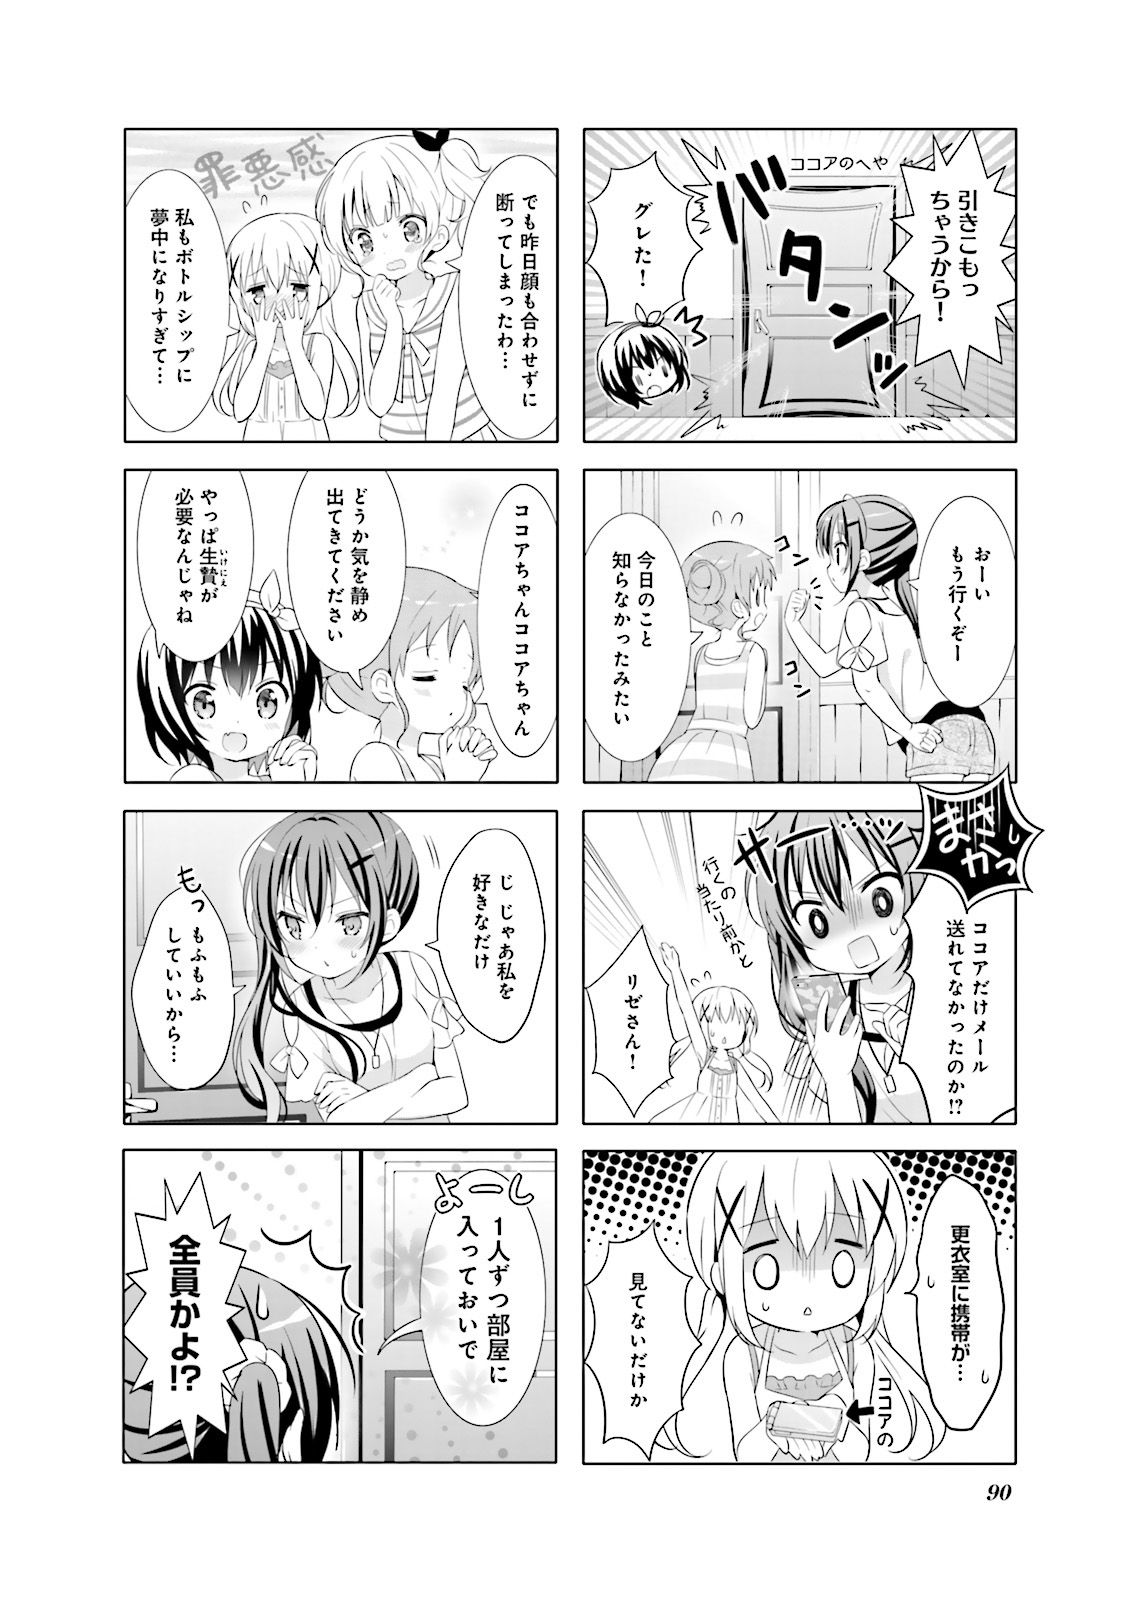 ココアのへや
引きこもっ
ちゃうから！
バタンッ
グレた！
おーい
もう行くぞー
コン
コン
今日のこと
知らなかったみたい
まさ
かっ
し
ココアだけメール
送れてなかったのか!?
めー…ッ
行くの
当たり前かと
リゼさん！
更衣室に携帯が…
ココアの
見てないだけか
でも昨日顔も合わせずに
断ってしまったわ…
罪悪感
私もボトルシップに
夢中になりすぎて…
ココアちゃんココアちゃん
どうか気を静め
出てきてください
やっぱ生贄が
いけにえ
必要なんじゃね
じ じゃあ私を
好きなだけ
もっ
もふもふ
していいから…
よーし
1人ずつ部屋に
入っておいで
全員かよ!?
90